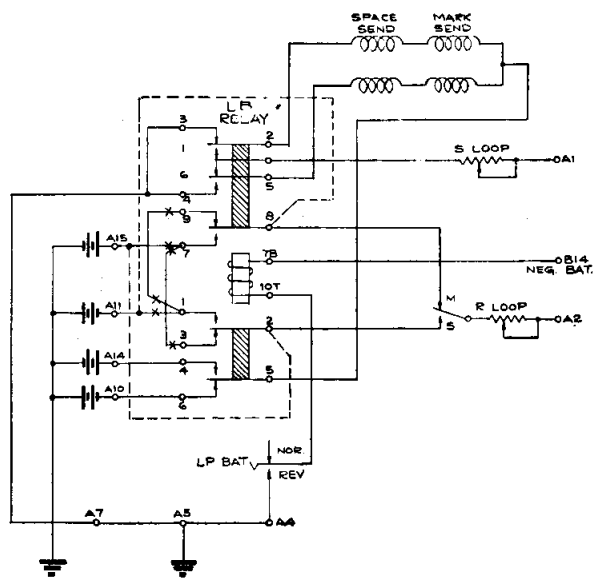 SPACE SEND
MARK SEND
LB RELAY
3
2
1
S LOOP
A1
6
5
4
9
8
A15
7
7B
B14
NEG. BAT.
10T
A11
1
M
R LOOP
2
S
A2
3
A14
4
5
A10
6
NOR.
LP BAT
REV
A7
A5
A4